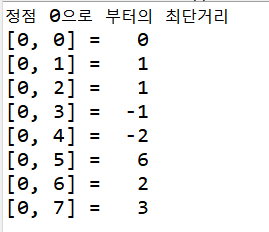 정점 0으로 부터의 최단거리
[0, 0] =   0
[0, 1] =   1
[0, 2] =   1
[0, 3] =  -1
[0, 4] =  -2
[0, 5] =   6
[0, 6] =   2
[0, 7] =   3